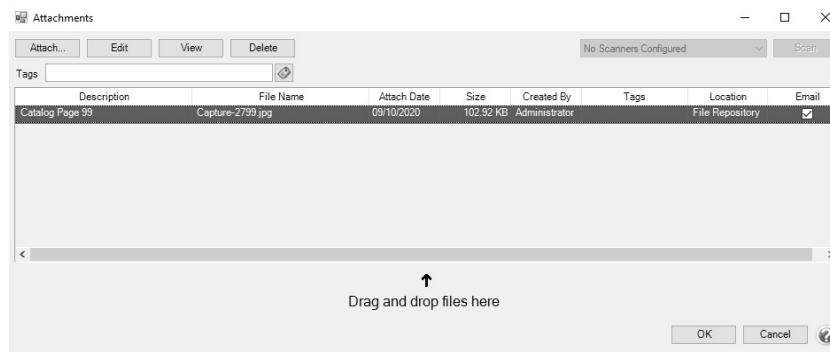 Attachments
Attach... Edit View Delete No Scanners Configured Scan
Tags
Description File Name Attach Date Size Created By Tags Location Email
Catalog Page 99 Capture-2799.jpg 09/10/2020 102.92 KB Administrator File Repository
Drag and drop files here
OK Cancel